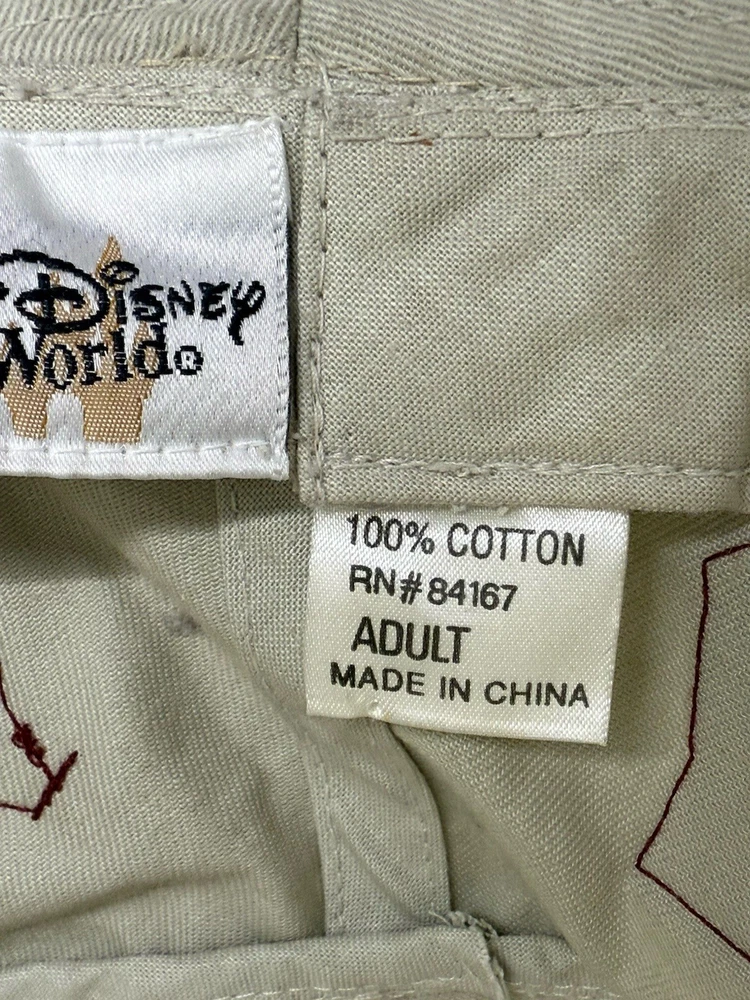 Disney
World®
100% COTTON
RN#84167
ADULT
MADE IN CHINA